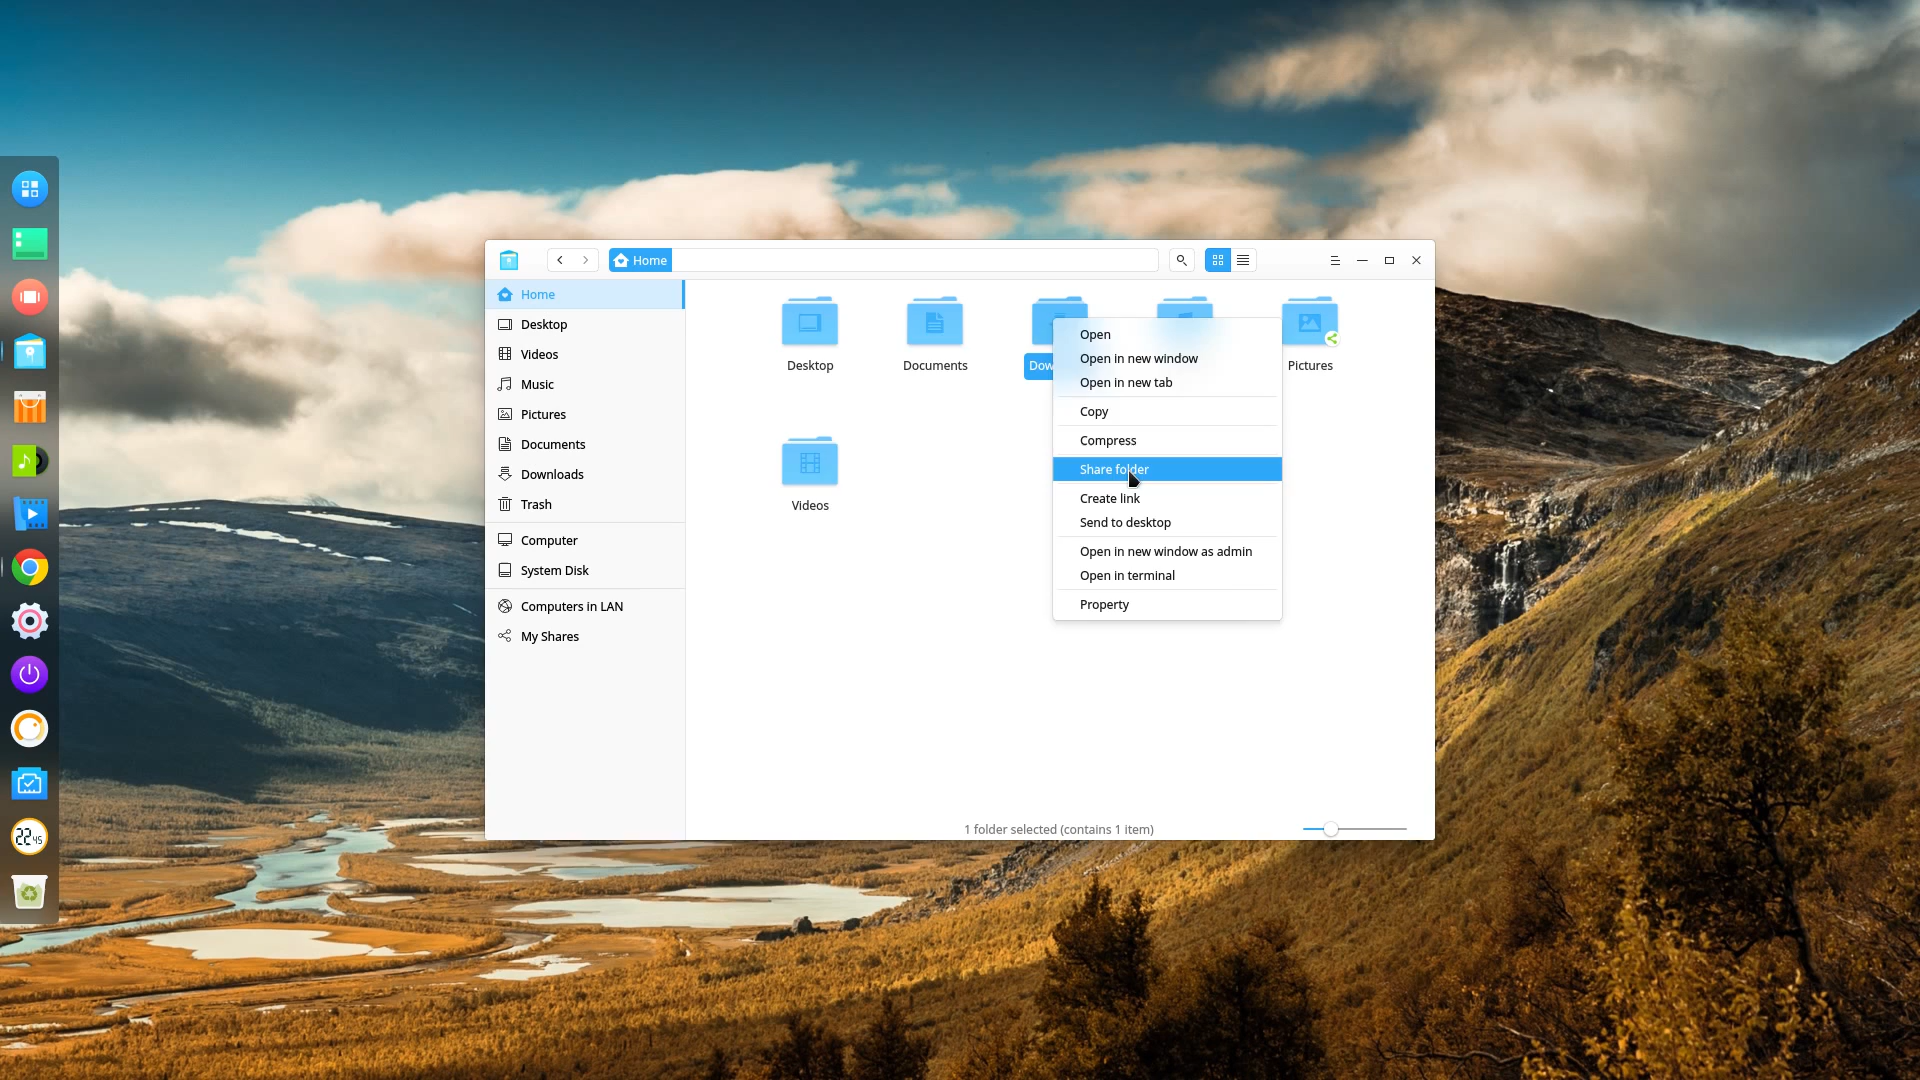 Home
Home
Desktop
Videos
Music
Pictures
Documents
Downloads
Trash
Computer
System Disk
Computers in LAN
My Shares
Desktop
Documents
Dow
Pictures
Videos
Open
Open in new window
Open in new tab
Copy
Compress
Share folder
Create link
Send to desktop
Open in new window as admin
Open in terminal
Property
1 folder selected (contains 1 item)
22 45